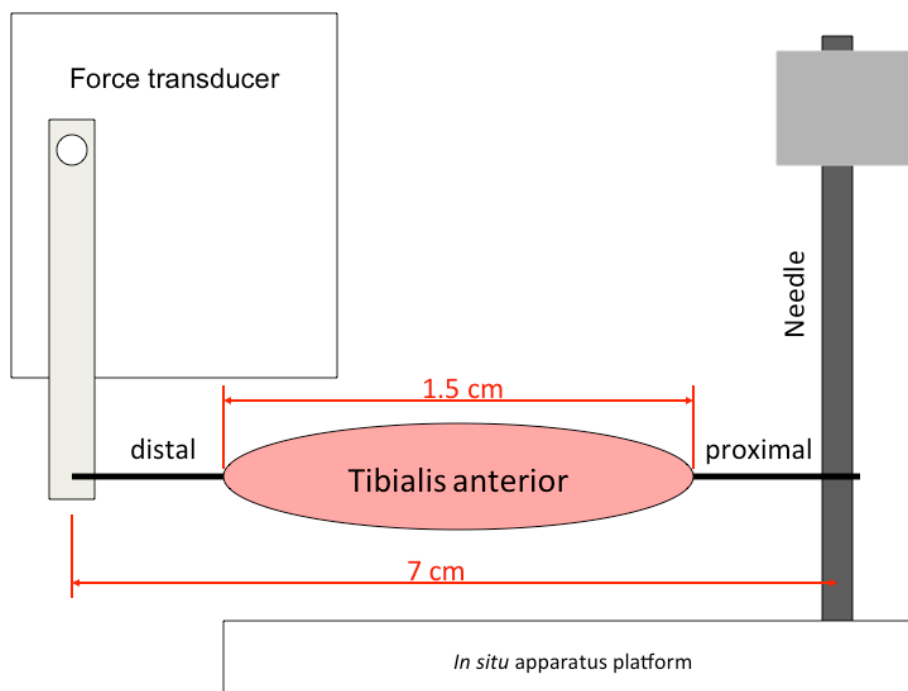 Force transducer
Needle
1.5 cm
distal
proximal
Tibialis anterior
7 cm
In situ apparatus platform